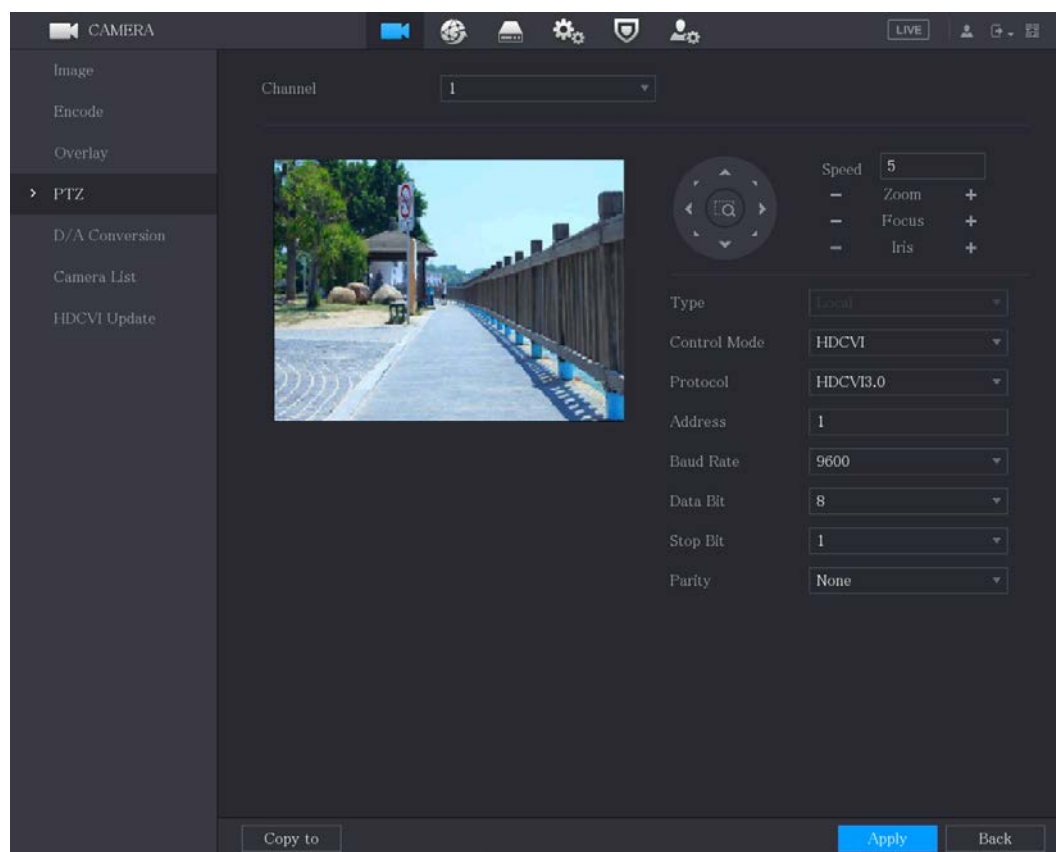 CAMERA
LIVE
Image
Encode
Overlay
PTZ
D/A Conversion
Camera List
HDCVI Update
Channel 1
Speed 5
Zoom
Focus
Iris
Type Local
Control Mode HDCVI
Protocol HDCVI3.0
Address 1
Baud Rate 9600
Data Bit 8
Stop Bit 1
Parity None
Copy to Apply Back